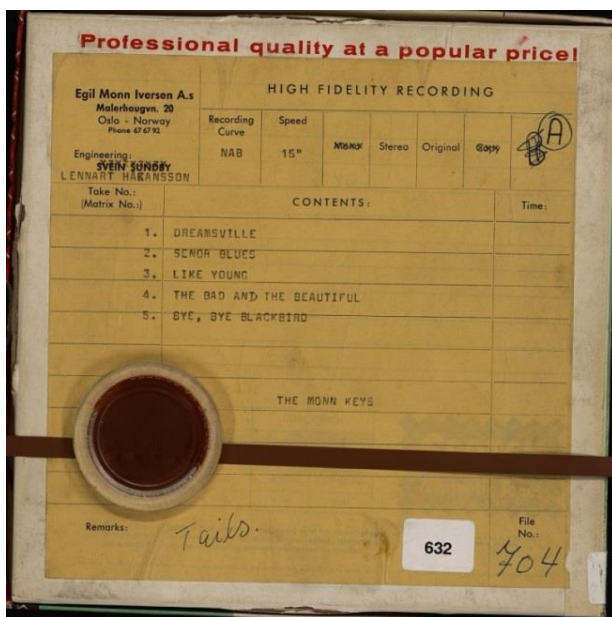 Professional quality at a popular price!
Egil Monn Iversen A.s
Malerhaugvn. 20
Oslo - Norway
Phone 67 67 92
HIGH FIDELITY RECORDING
Recording Curve
NAB
Speed
15"
Mono
Stereo
Original
Copy
A
Engineering:
SVEIN SUNDBY
LENNART HÅKANSSON
Take No.:
(Matrix No.:)
CONTENTS:
Time:
1. DREAMSVILLE
2. SENOR BLUES
3. LIKE YOUNG
4. THE BAD AND THE BEAUTIFUL
5. BYE, BYE BLACKBIRD
THE MONN KEYS
Remarks:
Tails.
632
File
No.:
704